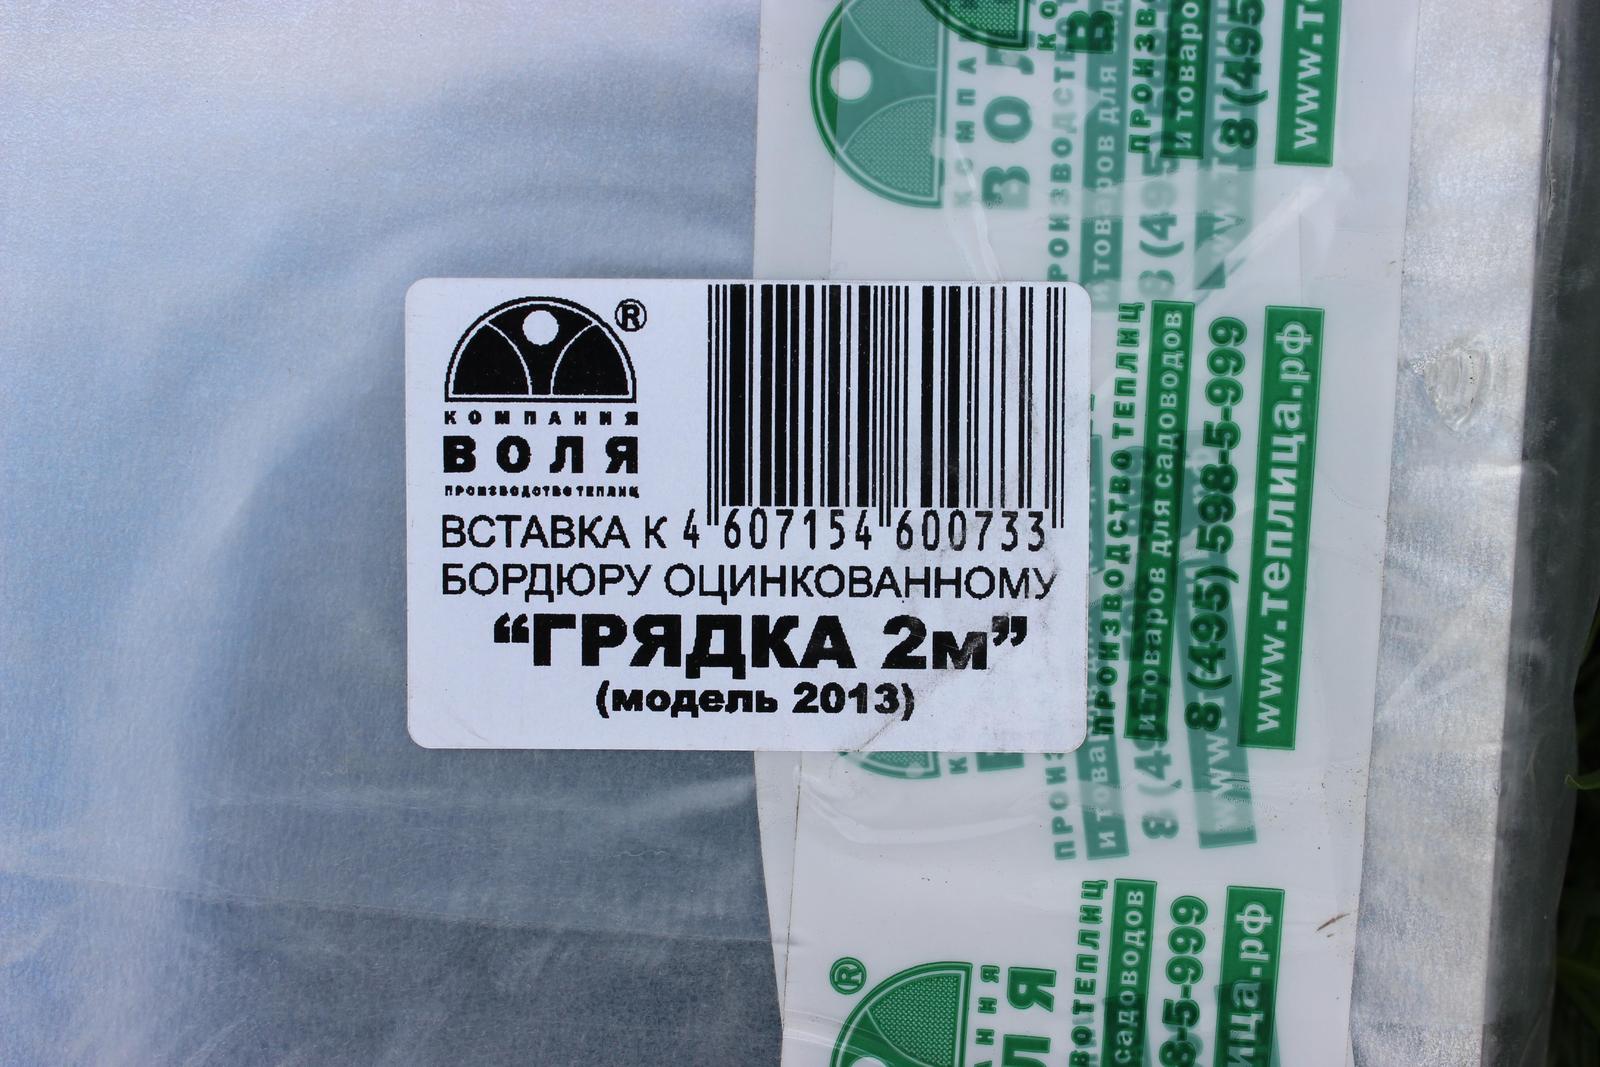 ®
КОМПАНИЯ
ВОЛЯ
ПРОИЗВОДСТВО ТЕПЛИЦ
ВСТАВКА К
4 607154 600733
БОРДЮРУ ОЦИНКОВАННОМУ
“ГРЯДКА 2м”
(модель 2013)
ПРОИЗВОДСТВО ТЕПЛИЦ
и товаров для садоводов
8 (495) 598-5-999
www.теплица.рф